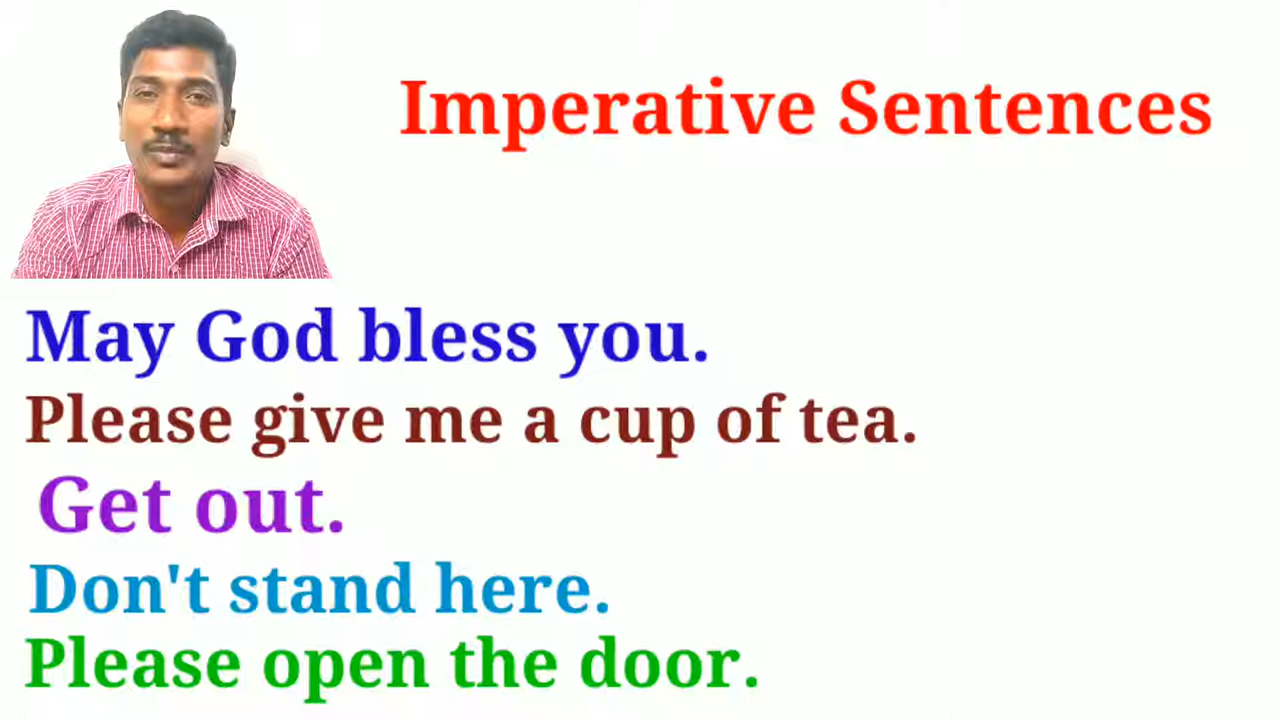 Imperative Sentences
May God bless you.
Please give me a cup of tea.
Get out.
Don't stand here.
Please open the door.